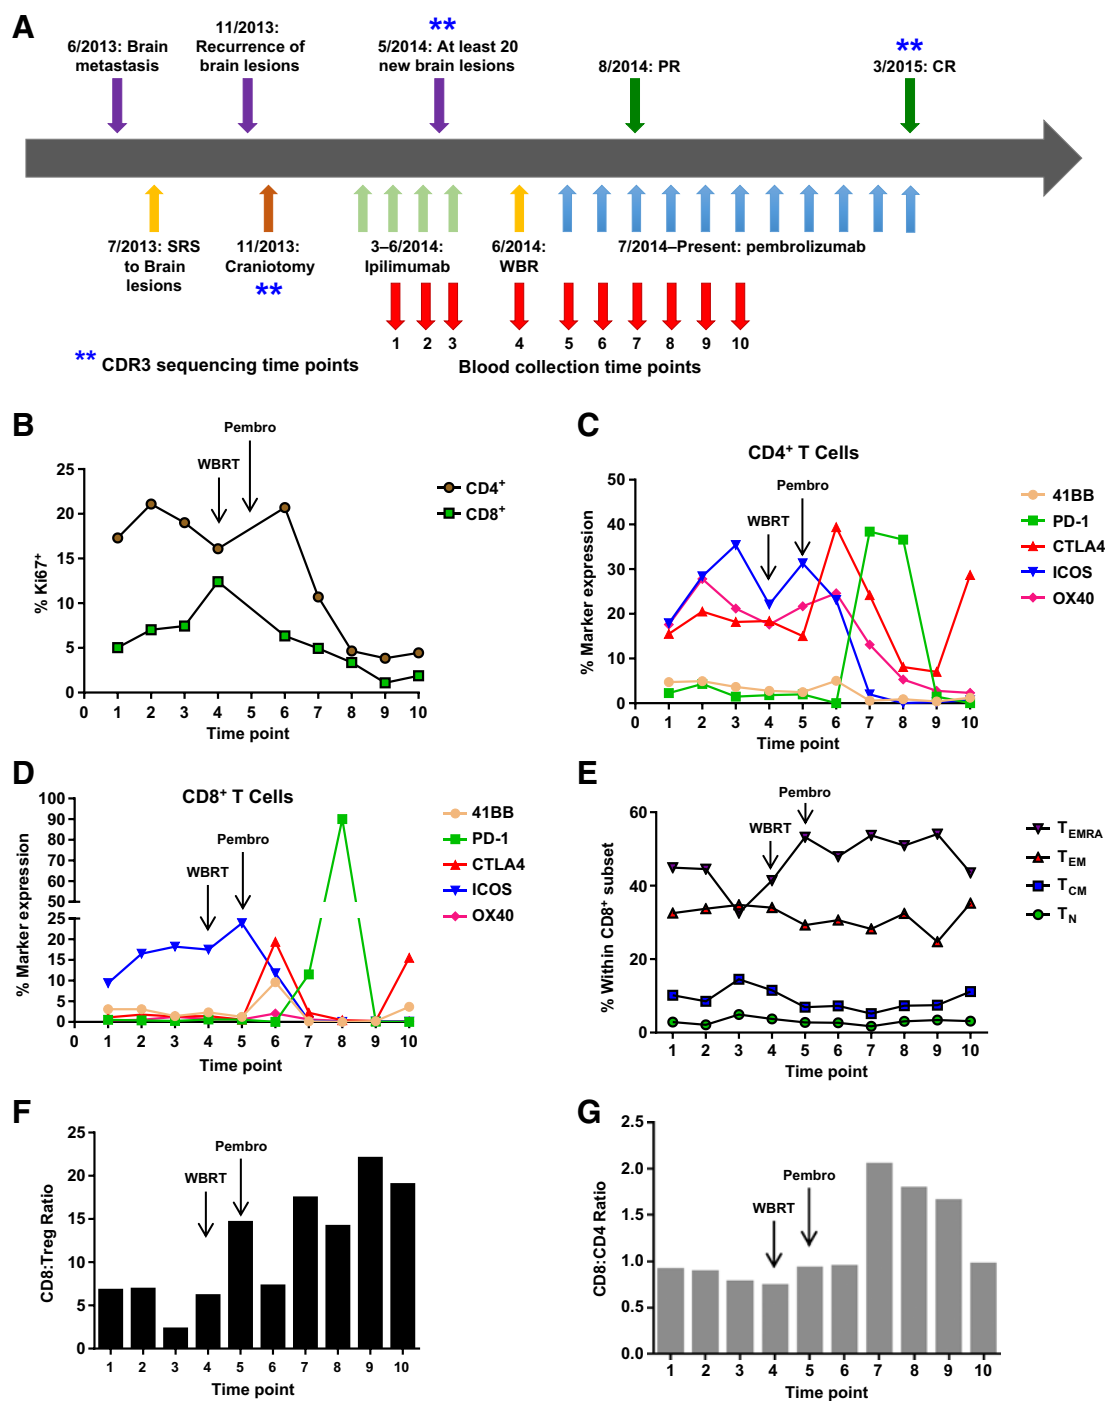 A
6/2013: Brain
metastasis
11/2013:
Recurrence of
brain lesions
**
5/2014: At least 20
new brain lesions
8/2014: PR
**
3/2015: CR
7/2013: SRS
to Brain
lesions
11/2013:
Craniotomy
**
3–6/2014:
Ipilimumab
6/2014:
WBR
7/2014–Present: pembrolizumab
1 2 3 4 5 6 7 8 9 10
** CDR3 sequencing time points
Blood collection time points
B
Pembro
WBRT
CD4+
CD8+
% Ki67+
25
20
15
10
5
0
0 1 2 3 4 5 6 7 8 9 10
Time point
C
CD4+ T Cells
Pembro
WBRT
41BB
PD-1
CTLA4
ICOS
OX40
% Marker expression
50
40
30
20
10
0
0 1 2 3 4 5 6 7 8 9 10
Time point
D
CD8+ T Cells
Pembro
WBRT
41BB
PD-1
CTLA4
ICOS
OX40
% Marker expression
100
90
80
70
60
50
25
20
15
10
5
0
0 1 2 3 4 5 6 7 8 9 10
Time point
E
Pembro
WBRT
TEMRA
TEM
TCM
TN
% Within CD8+ subset
60
40
20
0
1 2 3 4 5 6 7 8 9 10
Time point
F
Pembro
WBRT
CD8:Treg Ratio
25
20
15
10
5
0
1 2 3 4 5 6 7 8 9 10
Time point
G
Pembro
WBRT
CD8:CD4 Ratio
2.5
2.0
1.5
1.0
0.5
0.0
1 2 3 4 5 6 7 8 9 10
Time point